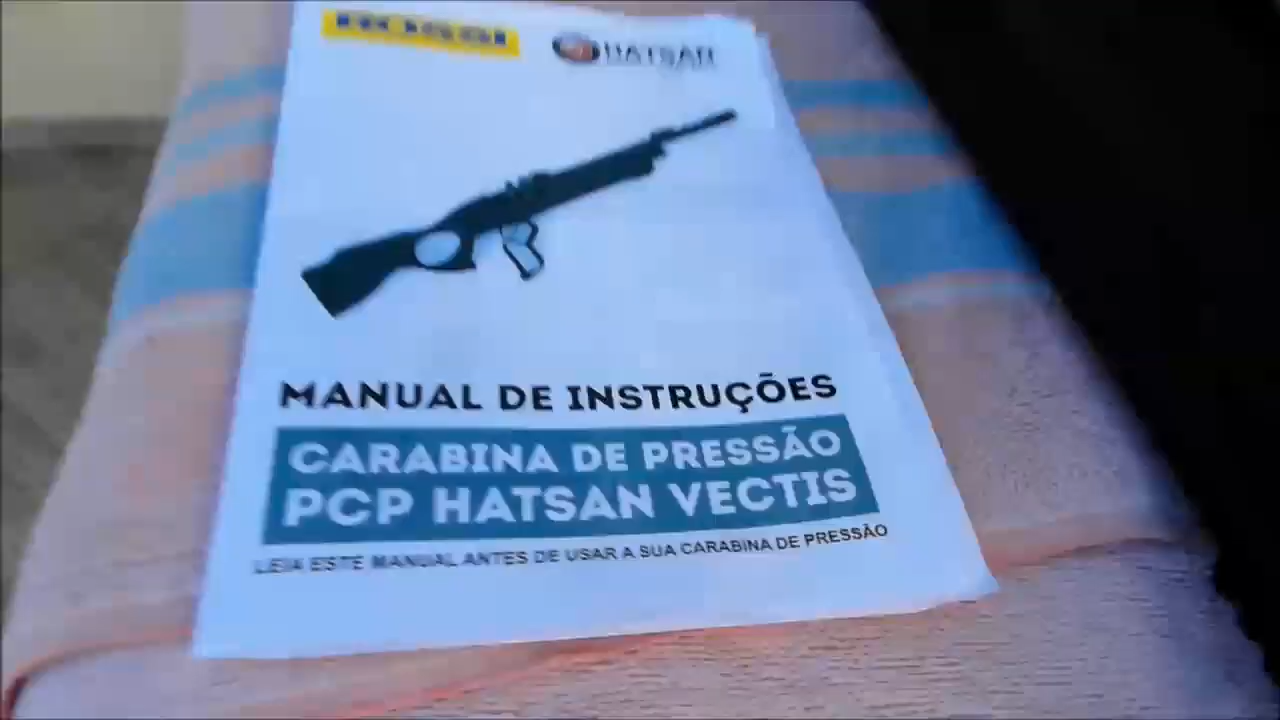 ROSSI
HATSAN
MANUAL DE INSTRUÇÕES
CARABINA DE PRESSÃO
PCP HATSAN VECTIS
LEIA ESTE MANUAL ANTES DE USAR A SUA CARABINA DE PRESSÃO